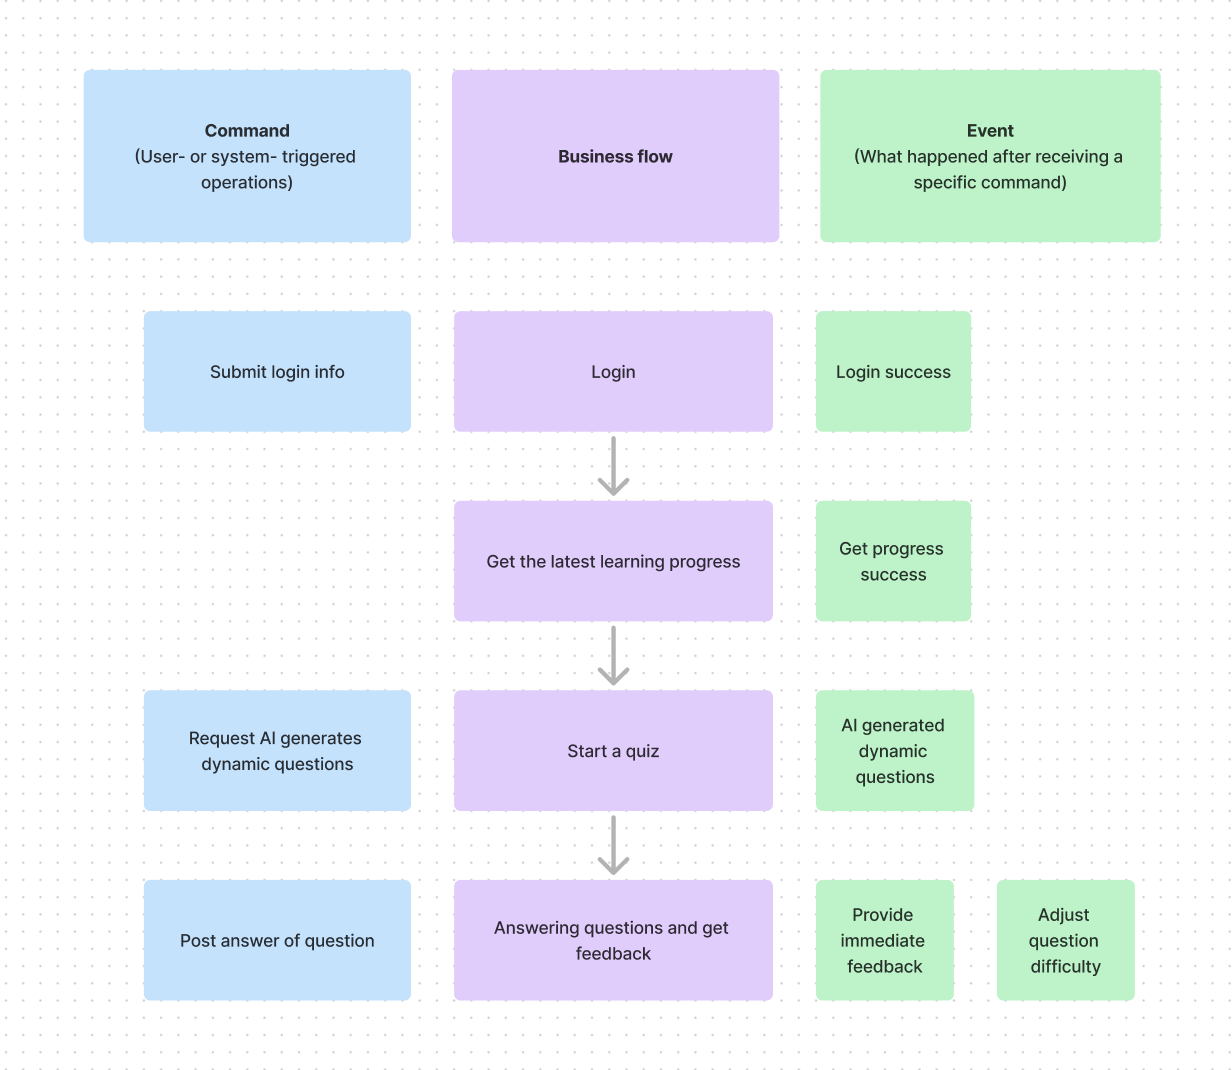 Command
(User- or system- triggered
operations)
Business flow
Event
(What happened after receiving a
specific command)
Submit login info
Login
Login success
Get the latest learning progress
Get progress
success
Request AI generates
dynamic questions
Start a quiz
AI generated
dynamic
questions
Post answer of question
Answering questions and get
feedback
Provide
immediate
feedback
Adjust
question
difficulty